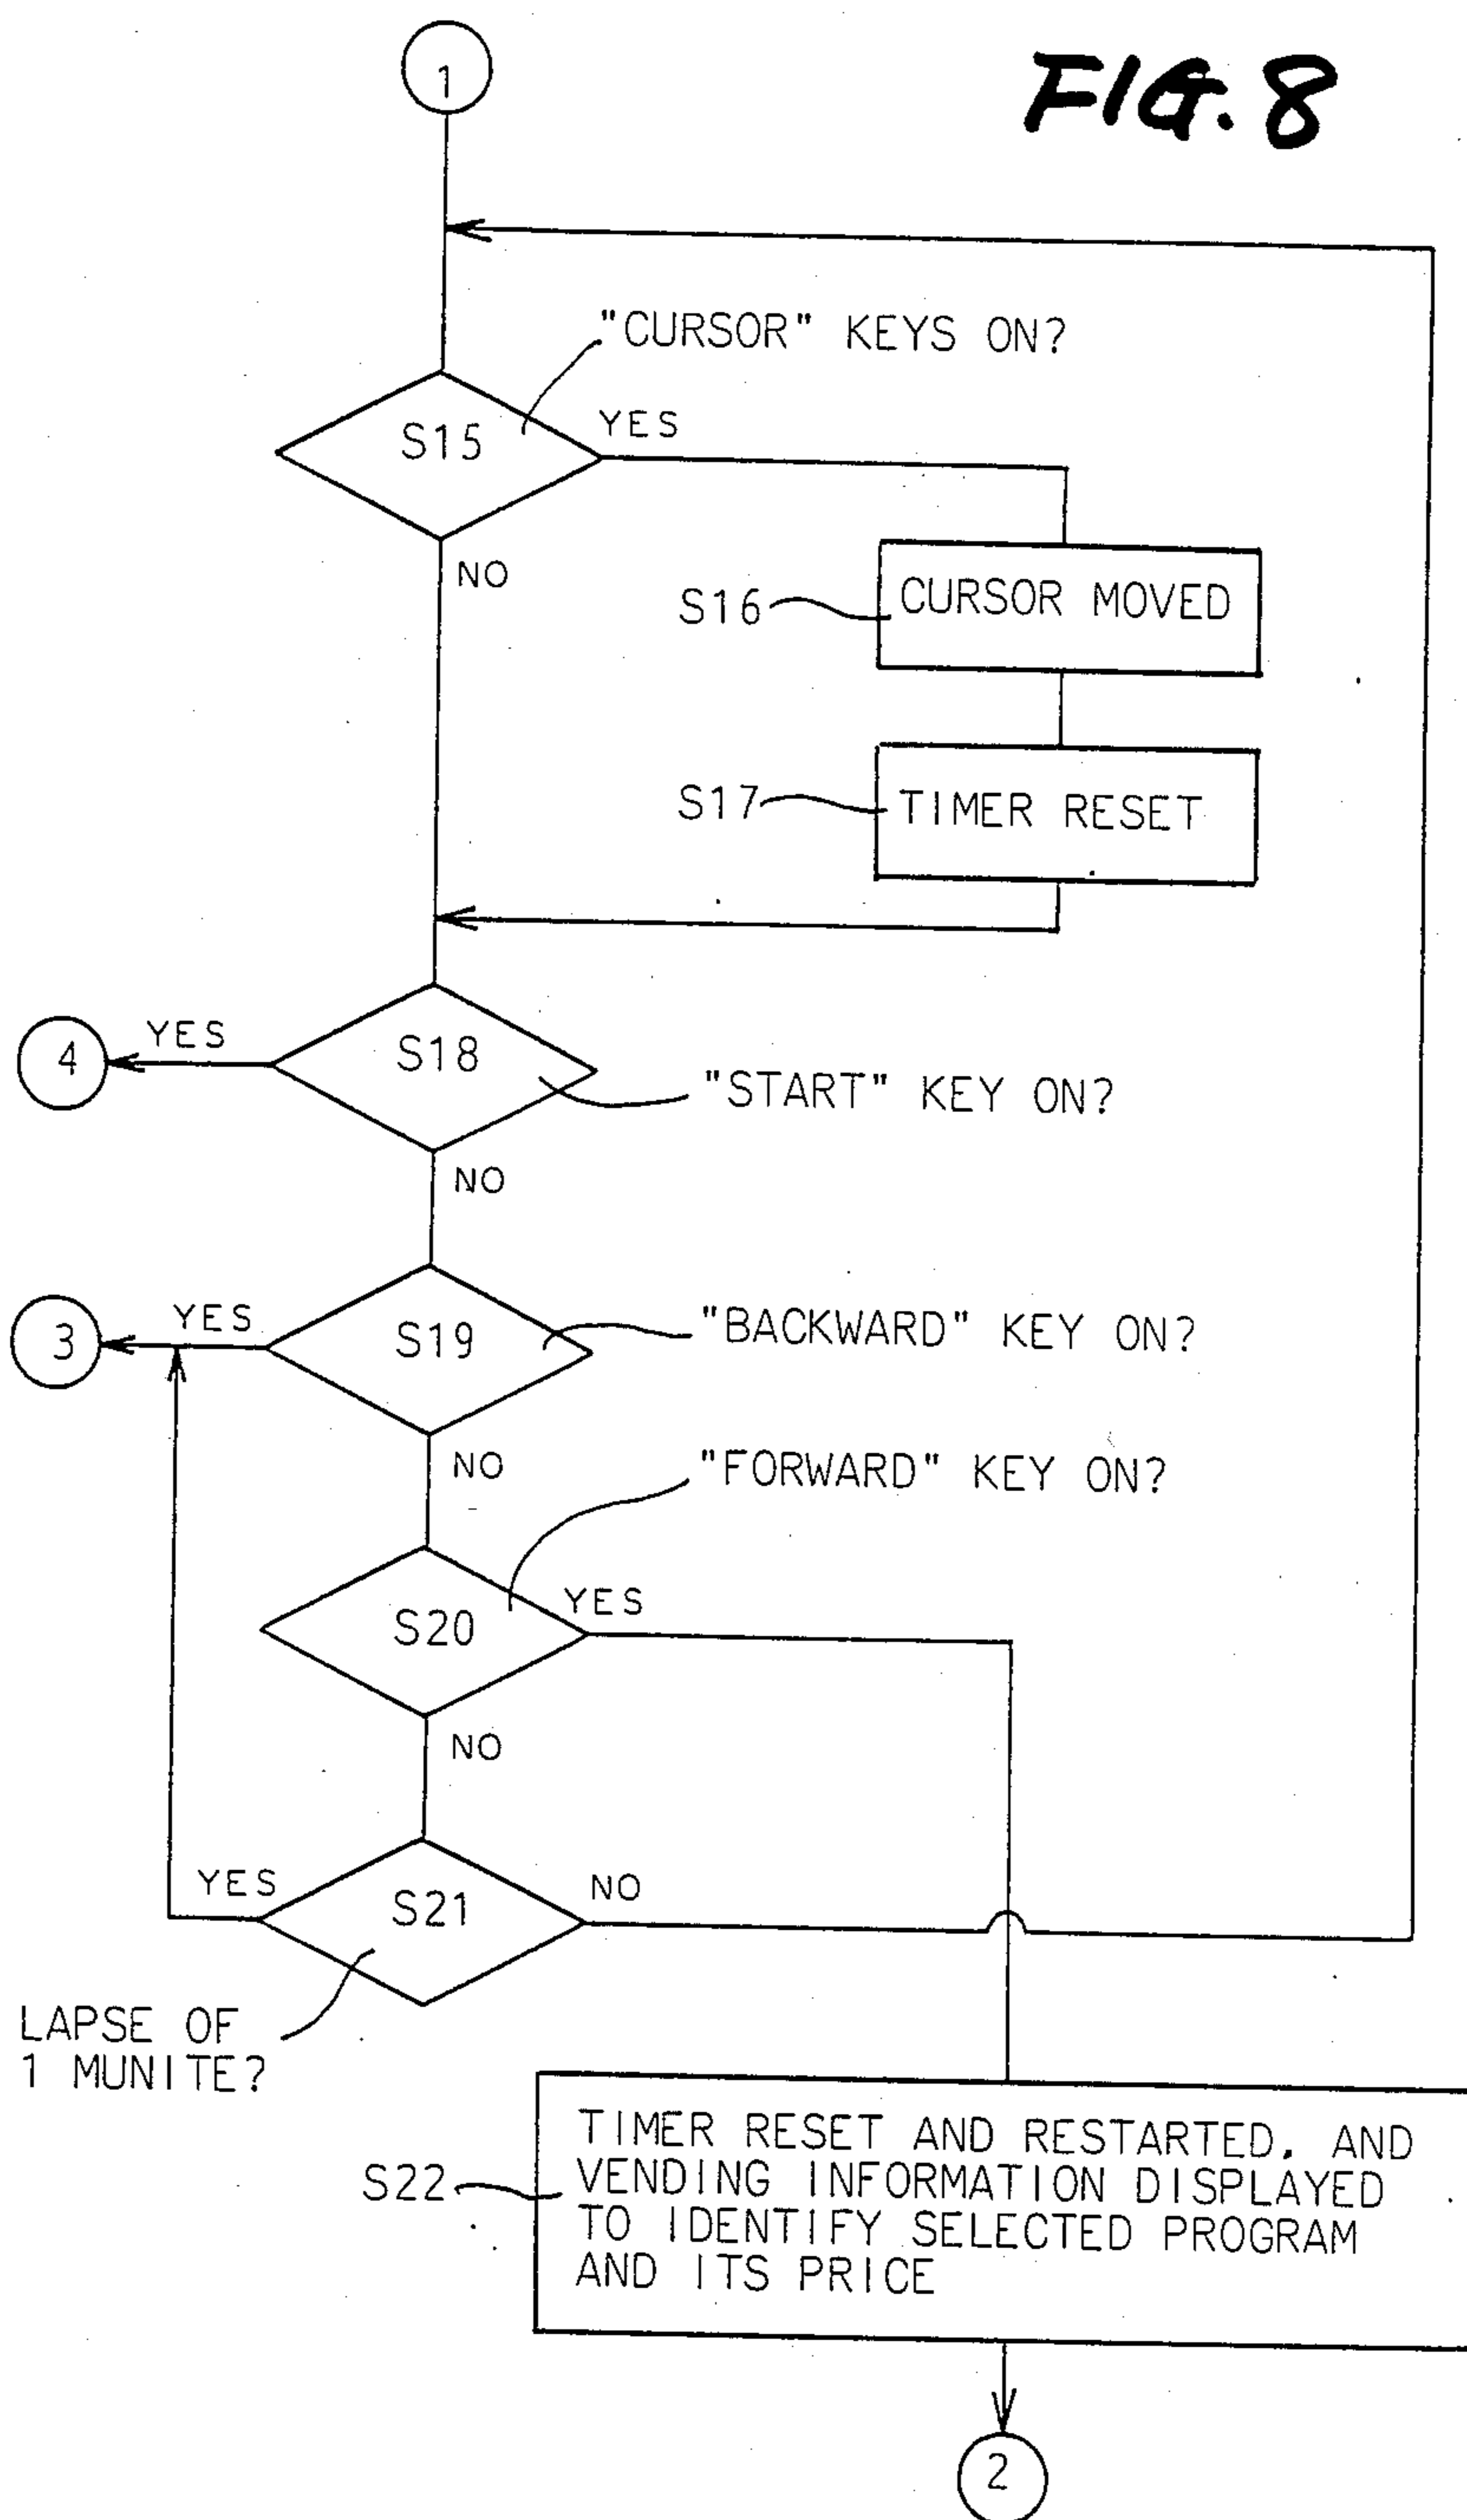 FIG. 8
1
"CURSOR" KEYS ON?
S15
YES
NO
S16
CURSOR MOVED
S17
TIMER RESET
4
YES
S18
"START" KEY ON?
NO
3
YES
S19
"BACKWARD" KEY ON?
NO
"FORWARD" KEY ON?
S20
YES
NO
YES
S21
NO
LAPSE OF
1 MUNITE?
S22
TIMER RESET AND RESTARTED, AND
VENDING INFORMATION DISPLAYED
TO IDENTIFY SELECTED PROGRAM
AND ITS PRICE
2